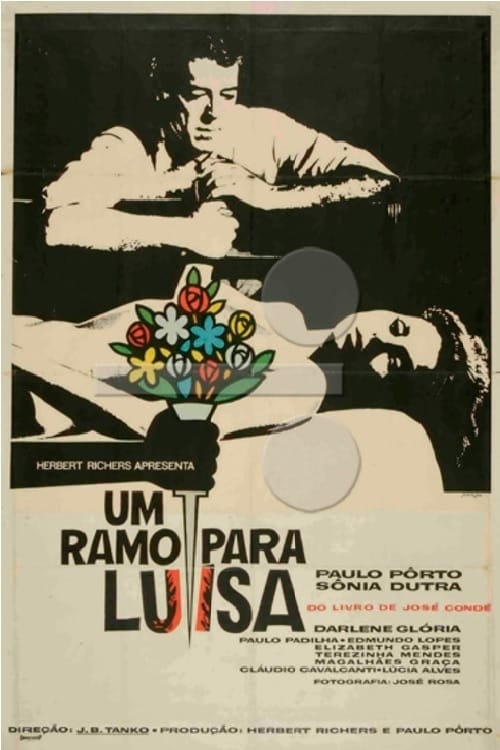 HERBERT RICHERS APRESENTA
UM
RAMO PARA
LUÍSA
PAULO PÔRTO
SÔNIA DUTRA
DO LIVRO DE JOSÉ CONDÉ
DARLENE GLÓRIA
PAULO PADILHA • EDMUNDO LOPES
ELIZABETH GASPER
TEREZINHA MENDES
MAGALHÃES GRAÇA
CLÁUDIO CAVALCANTI • LÚCIA ALVES
FOTOGRAFIA: JOSÉ ROSA
DIREÇÃO: J.B. TANKO • PRODUÇÃO: HERBERT RICHERS E PAULO PÔRTO